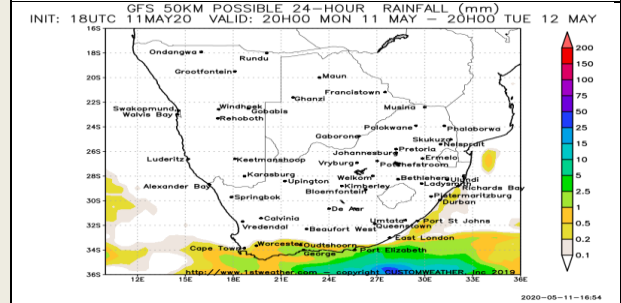 GFS 50KM POSSIBLE 24-HOUR RAINFALL (mm)
INIT: 18UTC 11MAY20 VALID: 20H00 MON 11 MAY – 20H00 TUE 12 MAY
16S
Ondangwa
Rundu
Grootfontein
20S
Maun
Francistown
Ghanzi
22S
Musina
Swakopmund
Windhoek
Gobabis
Walvis Bay
Rehoboth
24S
Polokwane
Phalaborwa
Gaborone
Skukuza
Nelspruit
26S
Johannesburg
Pretoria
Luderitz
Keetmanshoop
Vryburg
Ermelo
28S
Karasburg
Upington
Welkom
Bethlehem
Ulundi
Alexander Bay
Kimberley
Ladysmith
Richards Bay
Bloemfontein
30S
Springbok
Pietermaritzburg
Durban
De Aar
Calvinia
Umtata
Port St Johns
32S
Vredendal
Beaufort West
Queenstown
East London
34S
Cape Town
Worcester
Oudtshoorn
George
Port Elizabeth
http://www.1stweather.com – copyright CUSTOMWEATHER, Inc 2019
36S
12E 15E 18E 21E 24E 27E 30E 33E 36E
200
150
100
75
50
25
15
10
5
2.5
1
0.5
0.2
0.1
2020-05-11-16:54